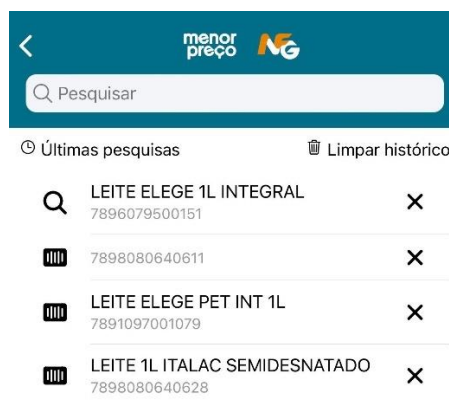 menor
preço NFG
Pesquisar
Últimas pesquisas Limpar histórico
LEITE ELEGE 1L INTEGRAL
7896079500151
7898080640611
LEITE ELEGE PET INT 1L
7891097001079
LEITE 1L ITALAC SEMIDESNATADO
7898080640628